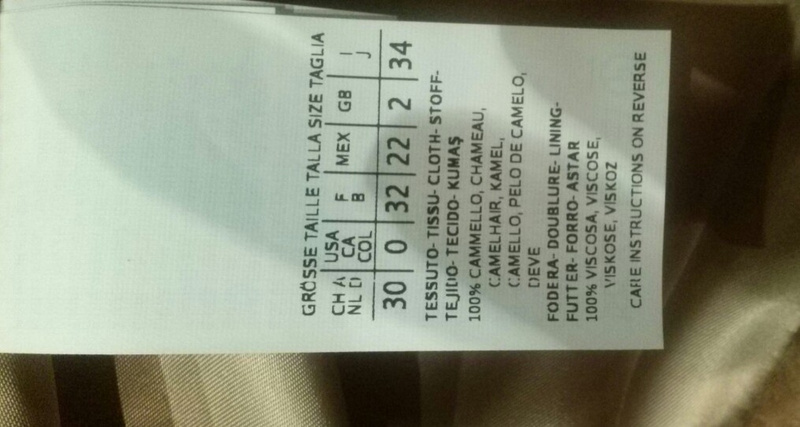 GRÖSSE TAILLE TALLA SIZE TAGLIA
CH A USA F MEX GB I
NL D CA B J
COL
30 0 32 22 2 34
TESSUTO- TISSU- CLOTH- STOFF-
TEJIDO- TECIDO- KUMAŞ
100% CAMMELLO, CHAMEAU,
CAMELHAIR, KAMEL,
CAMELLO, PELO DE CAMELO,
DEVE
FODERA- DOUBLURE- LINING-
FUTTER- FORRO- ASTAR
100% VISCOSA, VISCOSE,
VISKOSE, VISKOZ
CARE INSTRUCTIONS ON REVERSE